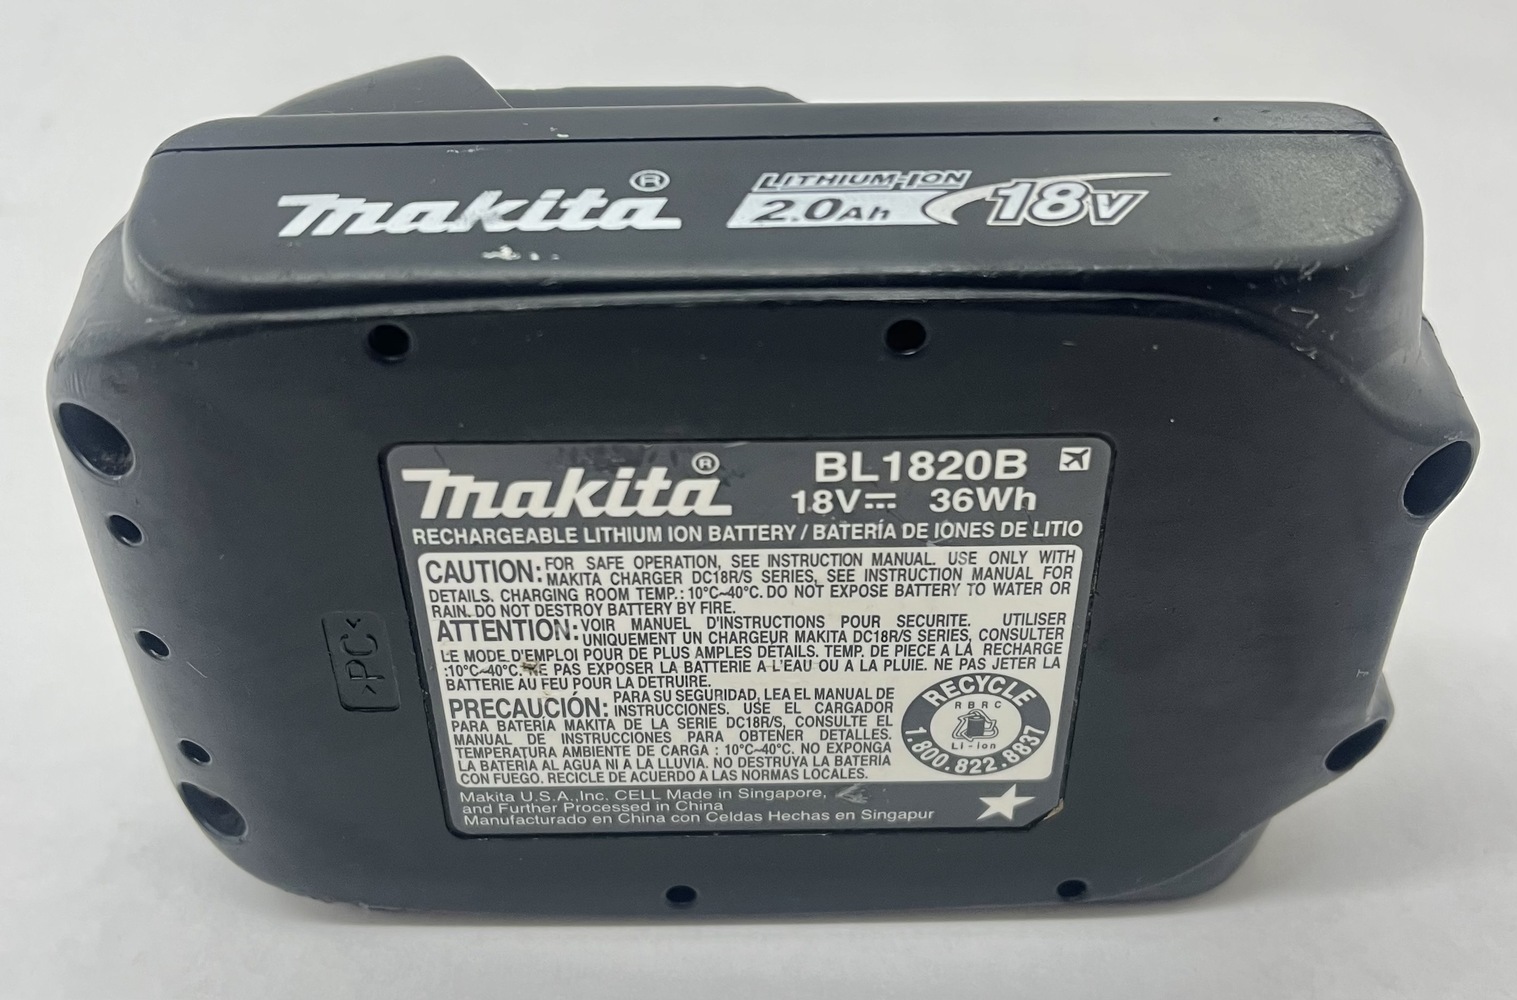 makita®
LITHIUM-ION
2.0Ah 18V
makita® BL1820B
18V⎓ 36Wh
RECHARGEABLE LITHIUM ION BATTERY / BATERÍA DE IONES DE LITIO
CAUTION: FOR SAFE OPERATION, SEE INSTRUCTION MANUAL. USE ONLY WITH
MAKITA CHARGER DC18R/S SERIES, SEE INSTRUCTION MANUAL FOR
DETAILS. CHARGING ROOM TEMP.: 10°C~40°C. DO NOT EXPOSE BATTERY TO WATER OR
RAIN. DO NOT DESTROY BATTERY BY FIRE.
ATTENTION: VOIR MANUEL D'INSTRUCTIONS POUR SECURITE. UTILISER
UNIQUEMENT UN CHARGEUR MAKITA DC18R/S SERIES, CONSULTER
LE MODE D'EMPLOI POUR DE PLUS AMPLES DÉTAILS. TEMP. DE PIECE A LÁ RECHARGE
:10°C~40°C. NE PAS EXPOSER LA BATTERIE A L'EAU OU A LA PLUIE. NE PAS JETER LA
BATTERIE AU FEU POUR LA DETRUIRE.
PRECAUCIÓN: PARA SU SEGURIDAD, LEA EL MANUAL DE
INSTRUCCIONES. USE EL CARGADOR
PARA BATERÍA MAKITA DE LA SERIE DC18R/S, CONSULTE EL
MANUAL DE INSTRUCCIONES PARA OBTENER DETALLES.
TEMPERATURA AMBIENTE DE CARGA : 10°C~40°C. NO EXPONGA
LA BATERÍA AL AGUA NI A LA LLUVIA. NO DESTRUYA LA BATERÍA
CON FUEGO. RECICLE DE ACUERDO A LAS NORMAS LOCALES.
RECYCLE
RBRC
Li-ion
1.800.822.8837
Makita U.S.A.,Inc. CELL Made in Singapore,
and Further Processed in China
Manufacturado en China con Celdas Hechas en Singapur
>PC<